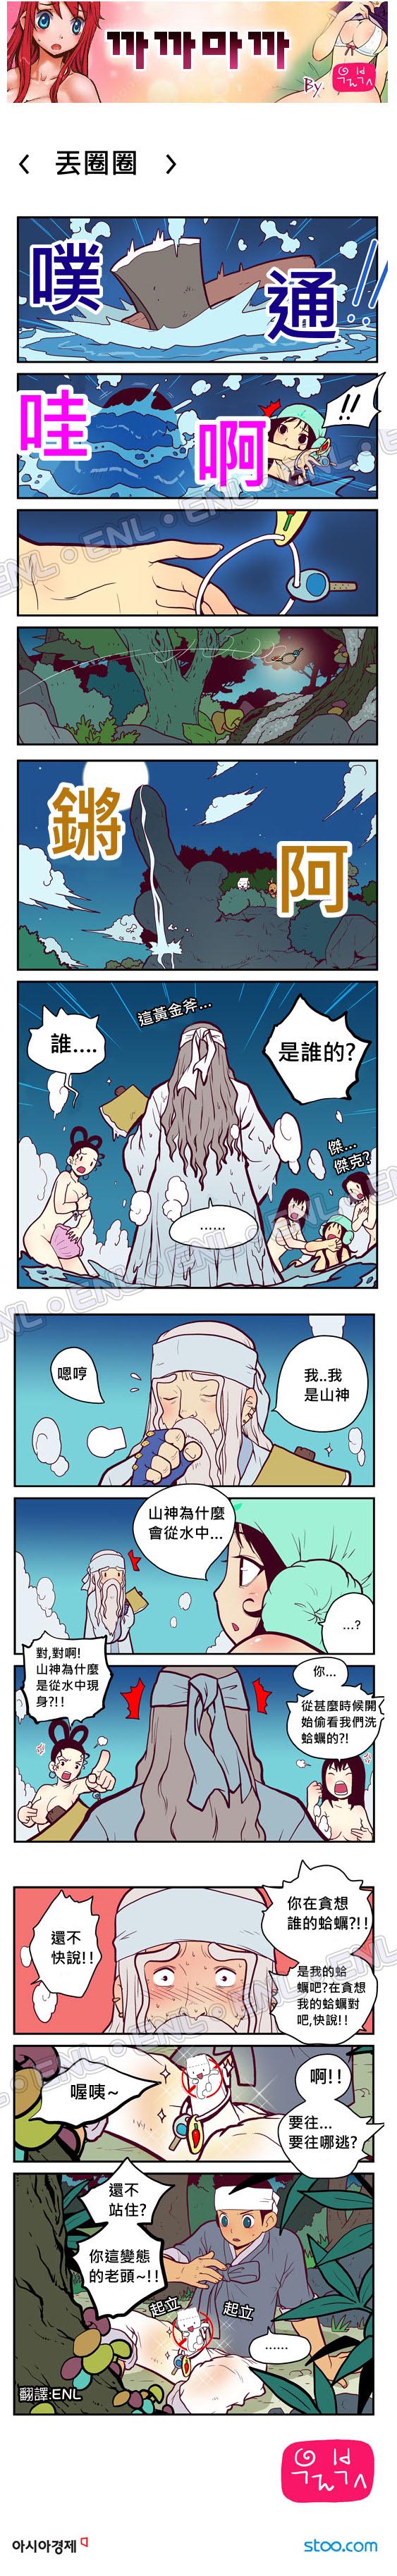 까까마까
By.
〈 丟圈圈 〉
噗
通
!!
哇
啊
鏘
阿
這黃金斧...
誰....
是誰的?
傑...
傑克?
......
嗯哼
我..我
是山神
山神為什麼
會從水中...
...?
對,對啊!
山神為什麼
是從水中現
身?!!
你...
從甚麼時候開
始偷看我們洗
蛤蠣的?!
你在貪想
誰的蛤蠣?!!
還不
快說!!
是我的蛤
蠣吧?在貪想
我的蛤蠣對
吧,快說!!
喔咦~
啊!!
要往...
要往哪逃?
還不
站住?
你這變態
的老頭~!!
起立
起立
......
翻譯:ENL
아시아경제
stoo.com